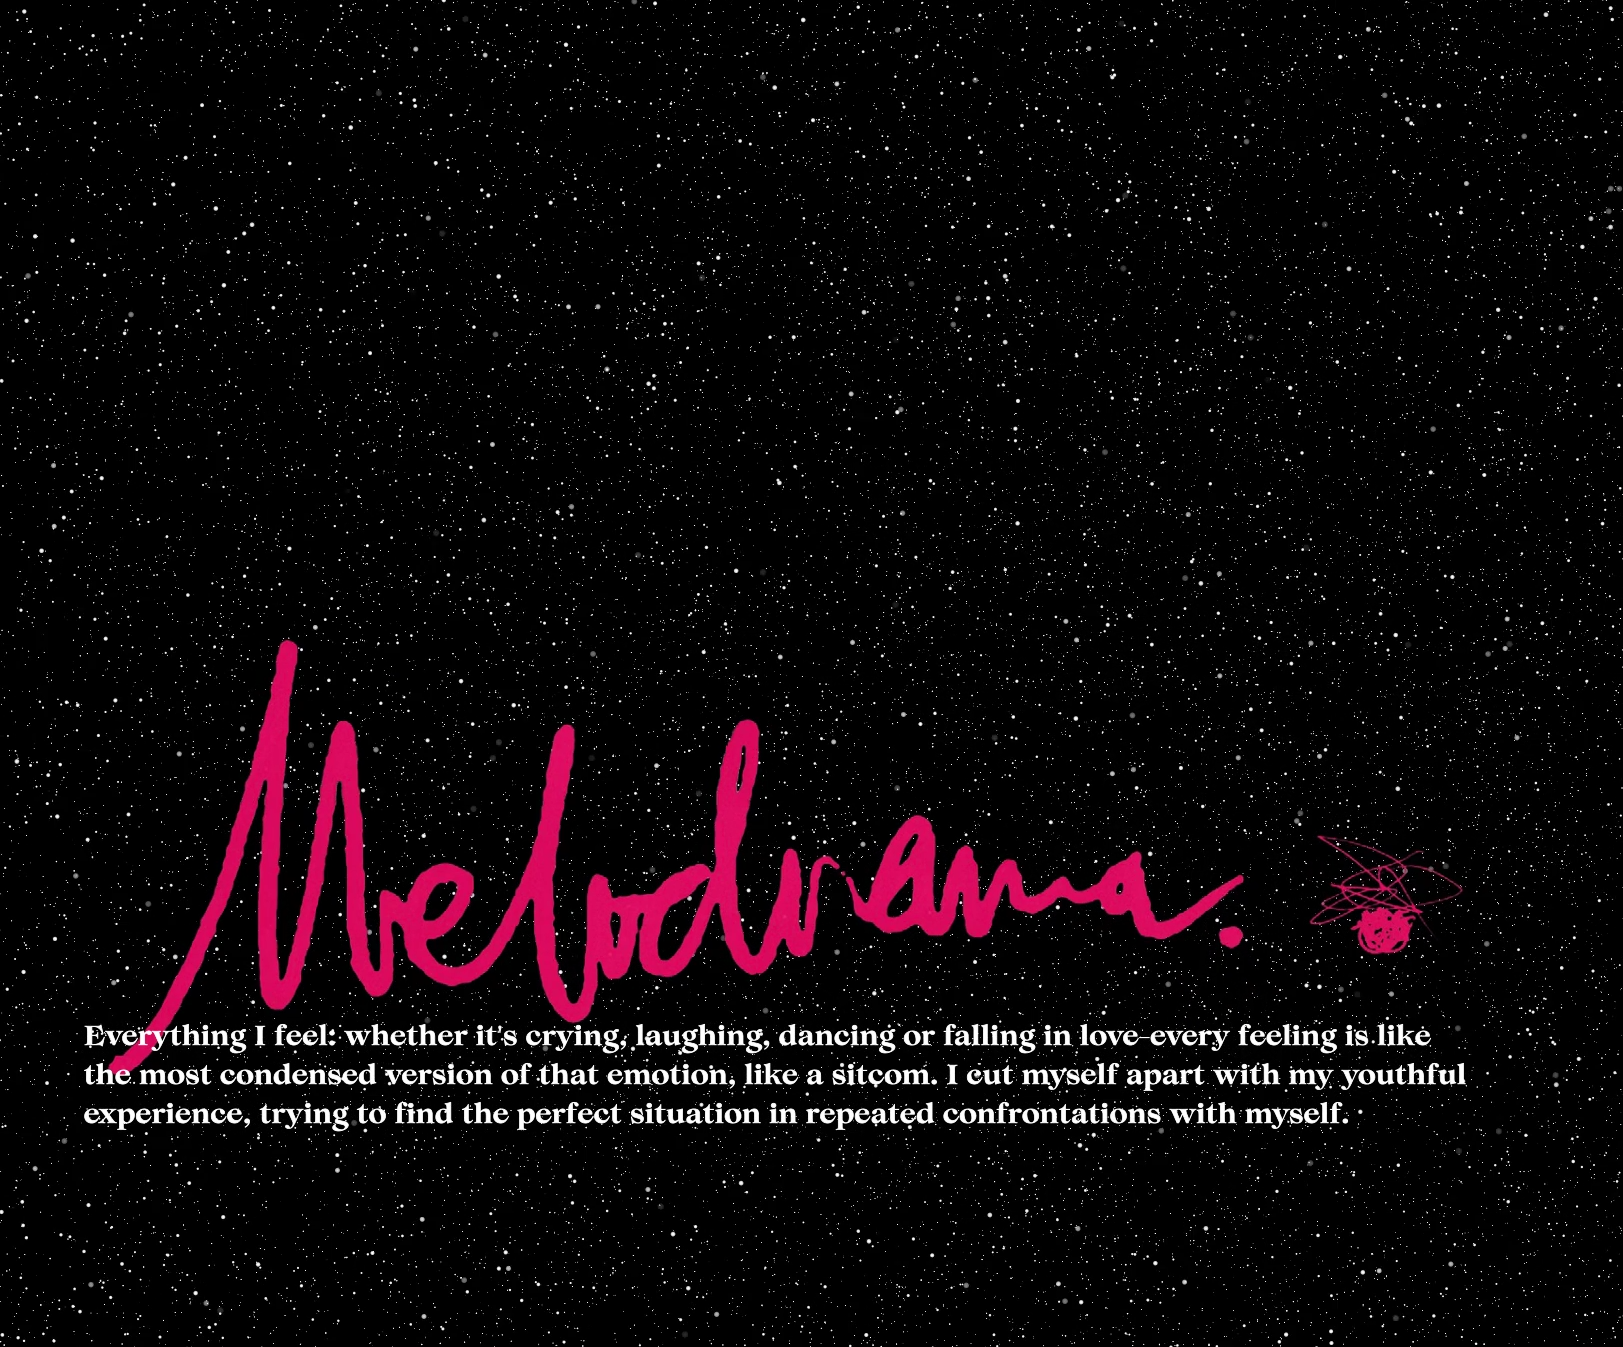 Melodrama.
Everything I feel: whether it's crying, laughing, dancing or falling in love-every feeling is like
the most condensed version of that emotion, like a sitcom. I cut myself apart with my youthful
experience, trying to find the perfect situation in repeated confrontations with myself.